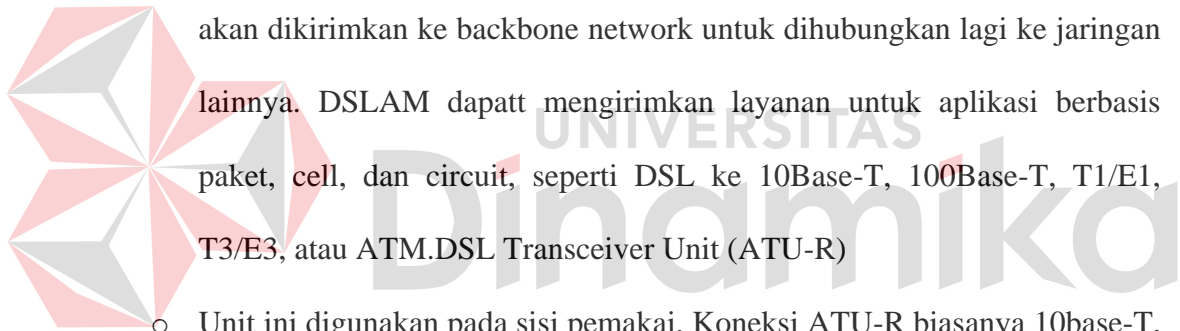 akan dikirimkan ke backbone network untuk dihubungkan lagi ke jaringan
lainnya. DSLAM dapatt mengirimkan layanan untuk aplikasi berbasis
UNIVERSITAS
paket, cell, dan circuit, seperti DSL ke 10Base-T, 100Base-T, T1/E1,
Dinamika
T3/E3, atau ATM.DSL Transceiver Unit (ATU-R)
o Unit ini digunakan pada sisi pemakai. Koneksi ATU-R biasanya 10base-T,